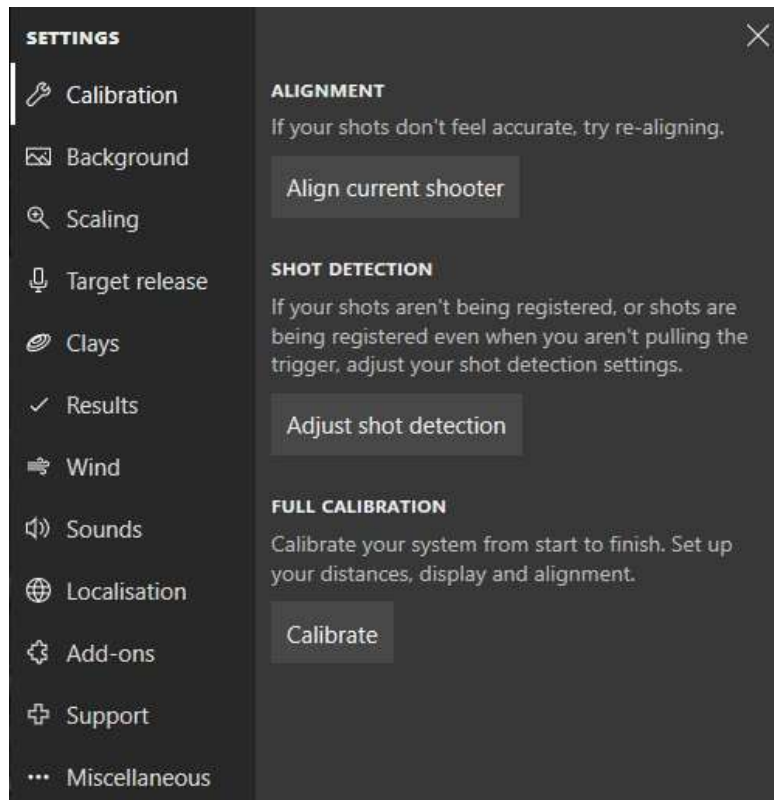 SETTINGS
Calibration
Background
Scaling
Target release
Clays
Results
Wind
Sounds
Localisation
Add-ons
Support
Miscellaneous
ALIGNMENT
If your shots don't feel accurate, try re-aligning.
Align current shooter
SHOT DETECTION
If your shots aren't being registered, or shots are
being registered even when you aren't pulling the
trigger, adjust your shot detection settings.
Adjust shot detection
FULL CALIBRATION
Calibrate your system from start to finish. Set up
your distances, display and alignment.
Calibrate